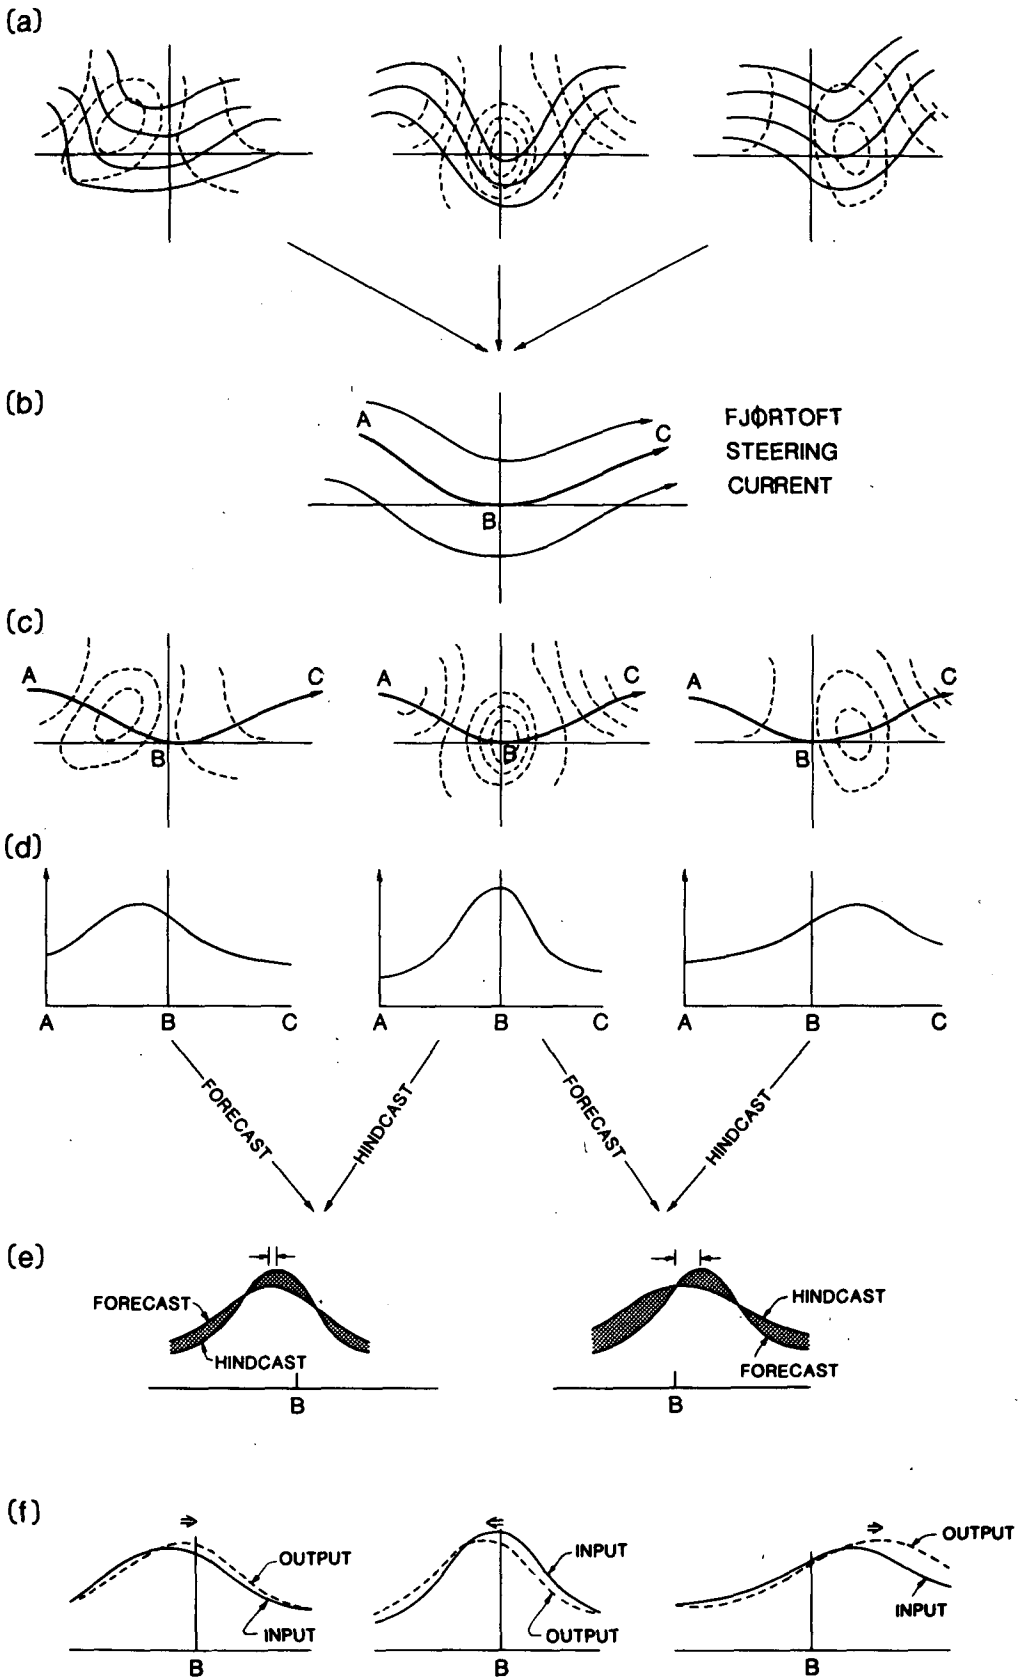 (a)
(b)
A
C
B
FJØRTOFT
STEERING
CURRENT
(c)
A
C
B
A
C
B
A
C
B
(d)
A B C
A B C
A B C
FORECAST
HINDCAST
FORECAST
HINDCAST
(e)
FORECAST
HINDCAST
B
HINDCAST
FORECAST
B
(f)
OUTPUT
INPUT
B
INPUT
OUTPUT
B
OUTPUT
INPUT
B